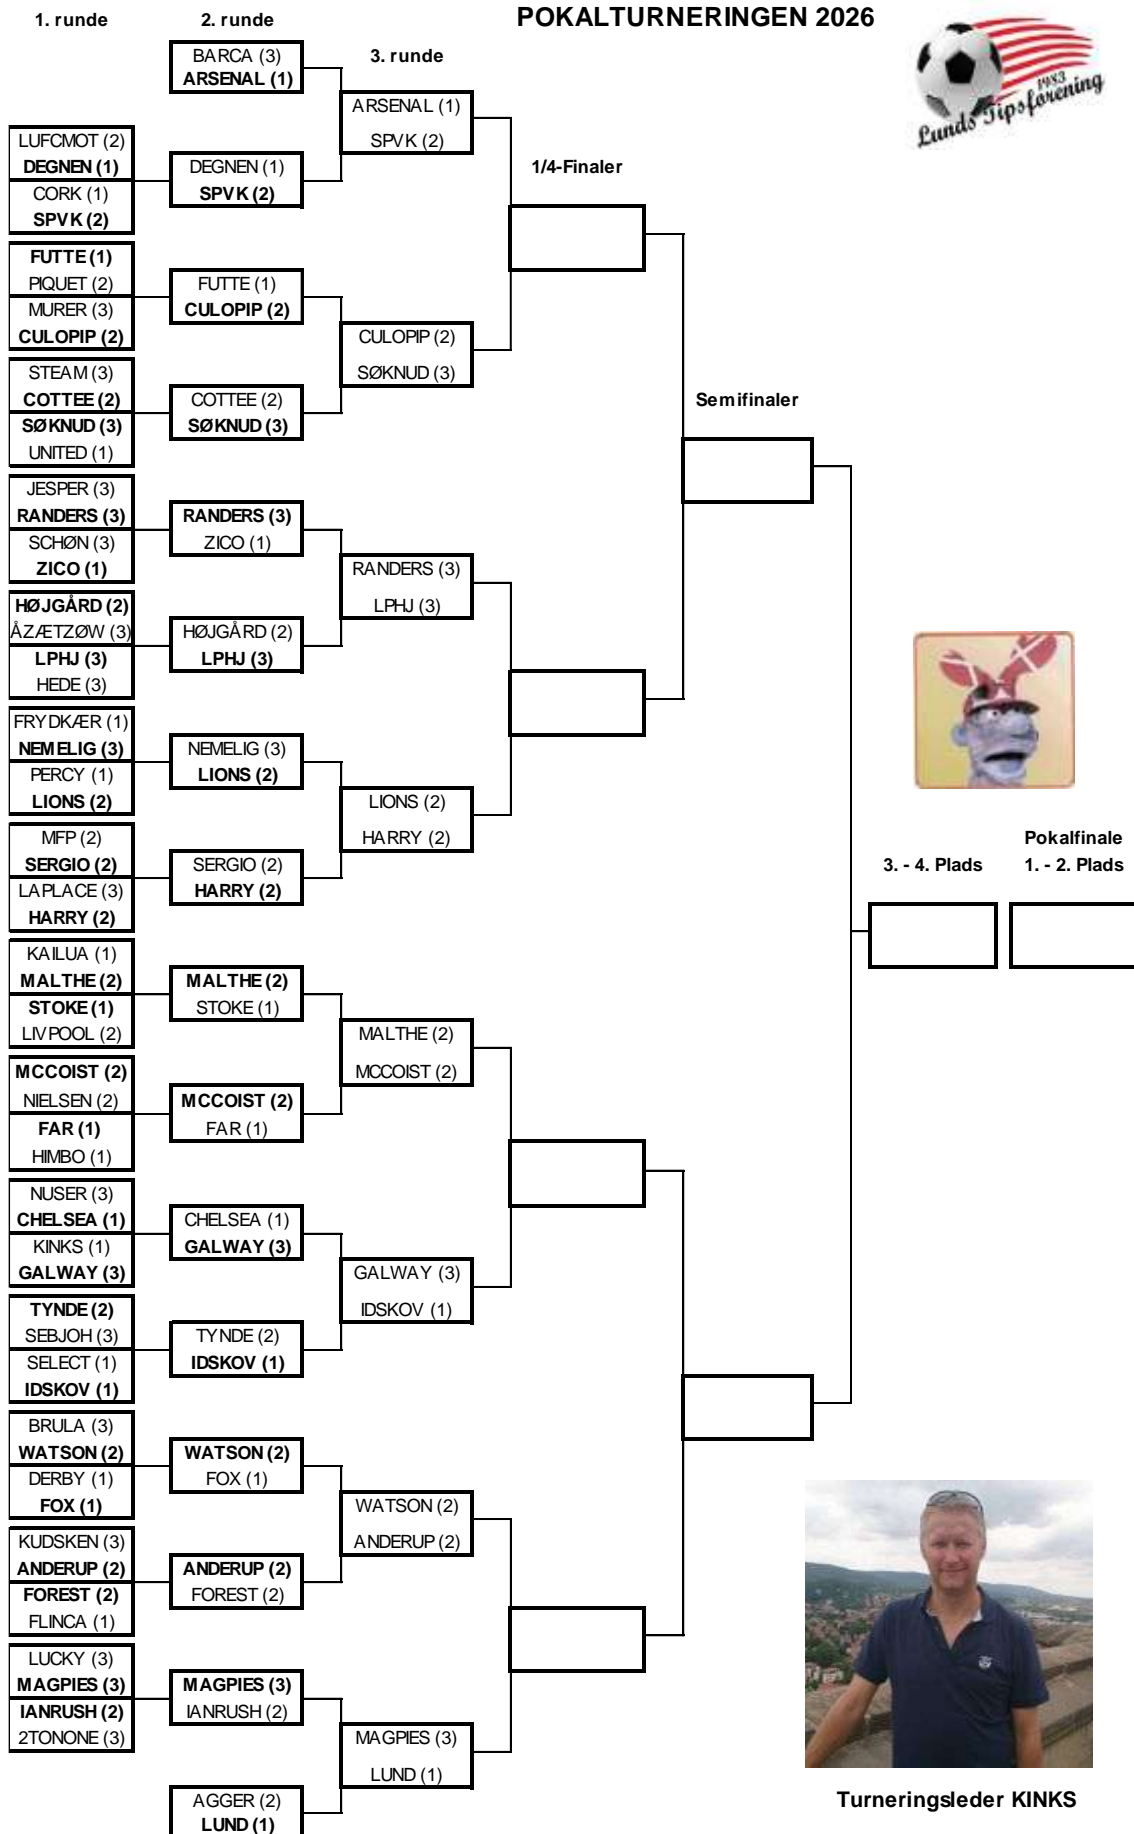 POKALTURNERINGEN 2026
1983
Lunds Tipsforening
1. runde
LUFCMOT (2)
DEGNEN (1)
CORK (1)
SPVK (2)
FUTTE (1)
PIQUET (2)
MURER (3)
CULOPIP (2)
STEAM (3)
COTTEE (2)
SØKNUD (3)
UNITED (1)
JESPER (3)
RANDERS (3)
SCHØN (3)
ZICO (1)
HØJGÅRD (2)
ÅZÆTZØW (3)
LPHJ (3)
HEDE (3)
FRYDKÆR (1)
NEMELIG (3)
PERCY (1)
LIONS (2)
MFP (2)
SERGIO (2)
LAPLACE (3)
HARRY (2)
KAILUA (1)
MALTHE (2)
STOKE (1)
LIVPOOL (2)
MCCOIST (2)
NIELSEN (2)
FAR (1)
HIMBO (1)
NUSER (3)
CHELSEA (1)
KINKS (1)
GALWAY (3)
TYNDE (2)
SEBJOH (3)
SELECT (1)
IDSKOV (1)
BRULA (3)
WATSON (2)
DERBY (1)
FOX (1)
KUDSKEN (3)
ANDERUP (2)
FOREST (2)
FLINCA (1)
LUCKY (3)
MAGPIES (3)
IANRUSH (2)
2TONONE (3)
2. runde
BARCA (3)
ARSENAL (1)
DEGNEN (1)
SPVK (2)
FUTTE (1)
CULOPIP (2)
COTTEE (2)
SØKNUD (3)
RANDERS (3)
ZICO (1)
HØJGÅRD (2)
LPHJ (3)
NEMELIG (3)
LIONS (2)
SERGIO (2)
HARRY (2)
MALTHE (2)
STOKE (1)
MCCOIST (2)
FAR (1)
CHELSEA (1)
GALWAY (3)
TYNDE (2)
IDSKOV (1)
WATSON (2)
FOX (1)
ANDERUP (2)
FOREST (2)
MAGPIES (3)
IANRUSH (2)
AGGER (2)
LUND (1)
3. runde
ARSENAL (1)
SPVK (2)
CULOPIP (2)
SØKNUD (3)
RANDERS (3)
LPHJ (3)
LIONS (2)
HARRY (2)
MALTHE (2)
MCCOIST (2)
GALWAY (3)
IDSKOV (1)
WATSON (2)
ANDERUP (2)
MAGPIES (3)
LUND (1)
1/4-Finaler
Semifinaler
3. - 4. Plads
Pokalfinale
1. - 2. Plads
Turneringsleder KINKS